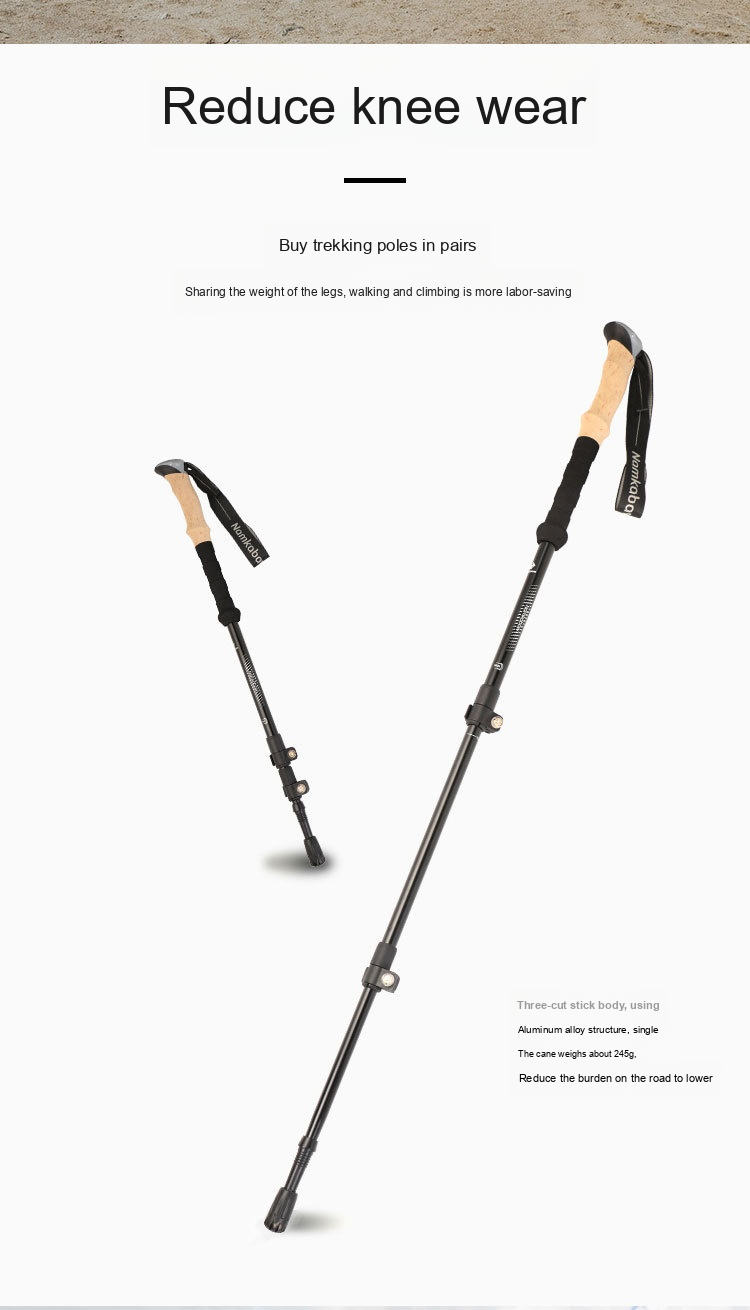 Reduce knee wear
Buy trekking poles in pairs
Sharing the weight of the legs, walking and climbing is more labor-saving
Namkabo
Namkabo
Three-cut stick body, using
Aluminum alloy structure, single
The cane weighs about 245g,
Reduce the burden on the road to lower